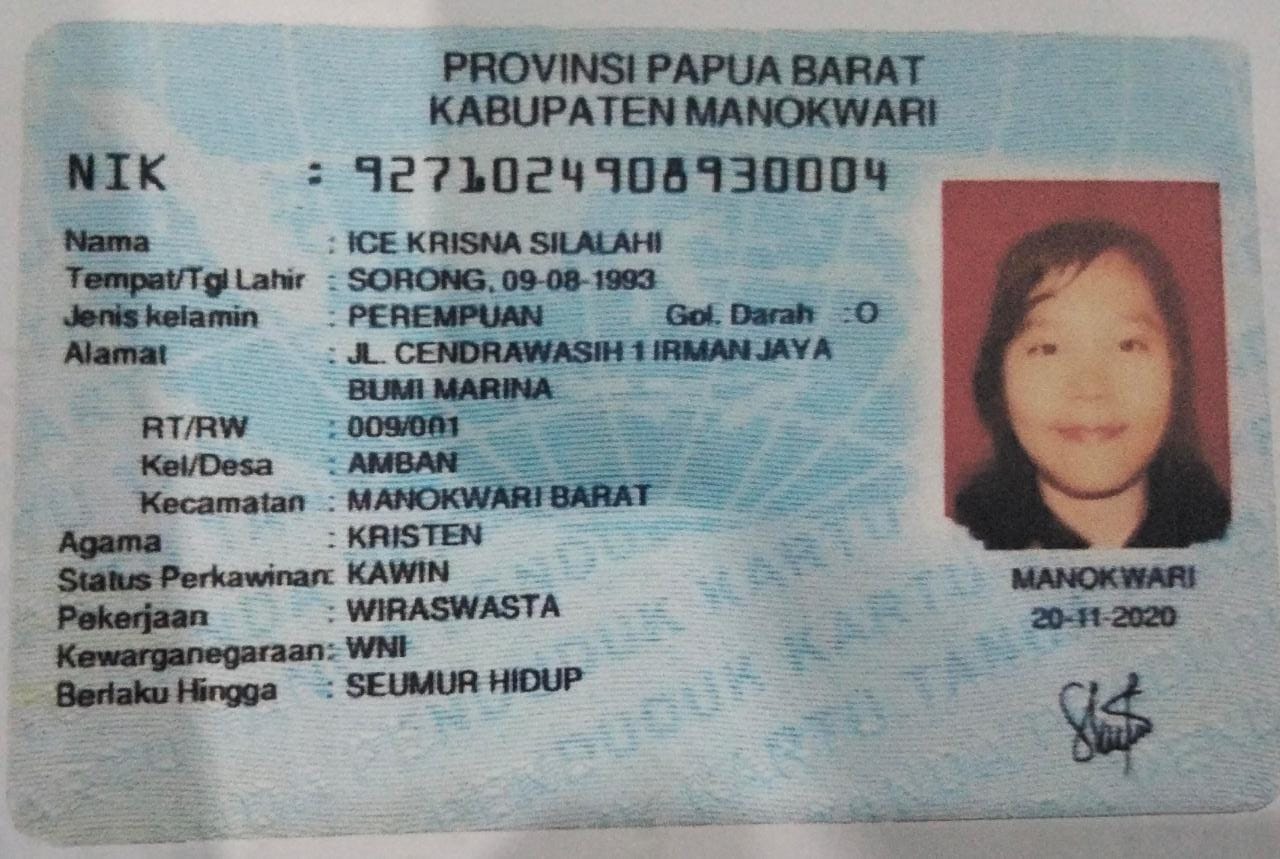 PROVINSI PAPUA BARAT
KABUPATEN MANOKWARI
NIK : 9271024908930004
Nama : ICE KRISNA SILALAHI
Tempat/Tgl Lahir : SORONG, 09-08-1993
Jenis kelamin : PEREMPUAN Gol. Darah : O
Alamat : JL. CENDRAWASIH 1 IRMAN JAYA
BUMI MARINA
RT/RW : 009/001
Kel/Desa : AMBAN
Kecamatan : MANOKWARI BARAT
Agama : KRISTEN
Status Perkawinan: KAWIN
Pekerjaan : WIRASWASTA
Kewarganegaraan: WNI
Berlaku Hingga : SEUMUR HIDUP
MANOKWARI
20-11-2020